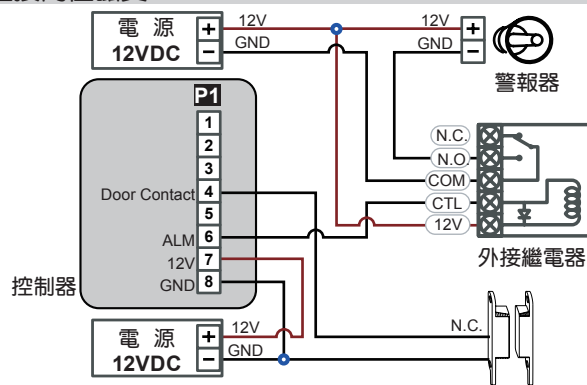 電 源
12VDC
+
−
12V
GND
12V
GND
+
−
警報器
P1
1
2
3
Door Contact 4
5
ALM 6
12V 7
GND 8
控制器
N.C.
N.O.
COM
CTL
12V
外接繼電器
電 源
12VDC
+
−
12V
GND
N.C.